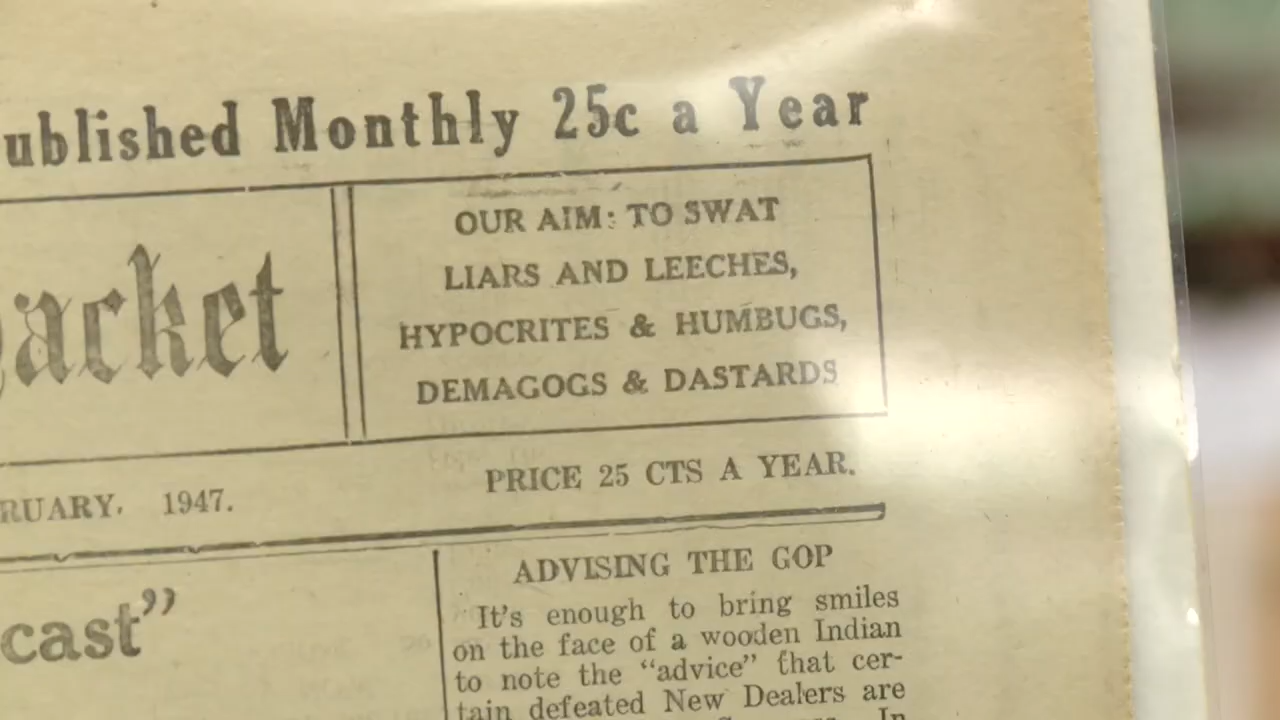 ublished Monthly 25c a Year
acket
OUR AIM: TO SWAT
LIARS AND LEECHES,
HYPOCRITES & HUMBUGS,
DEMAGOGS & DASTARDS
RUARY. 1947.
PRICE 25 CTS A YEAR.
cast”
ADVISING THE GOP
It's enough to bring smiles
on the face of a wooden Indian
to note the “advice” that cer-
tain defeated New Dealers are
In